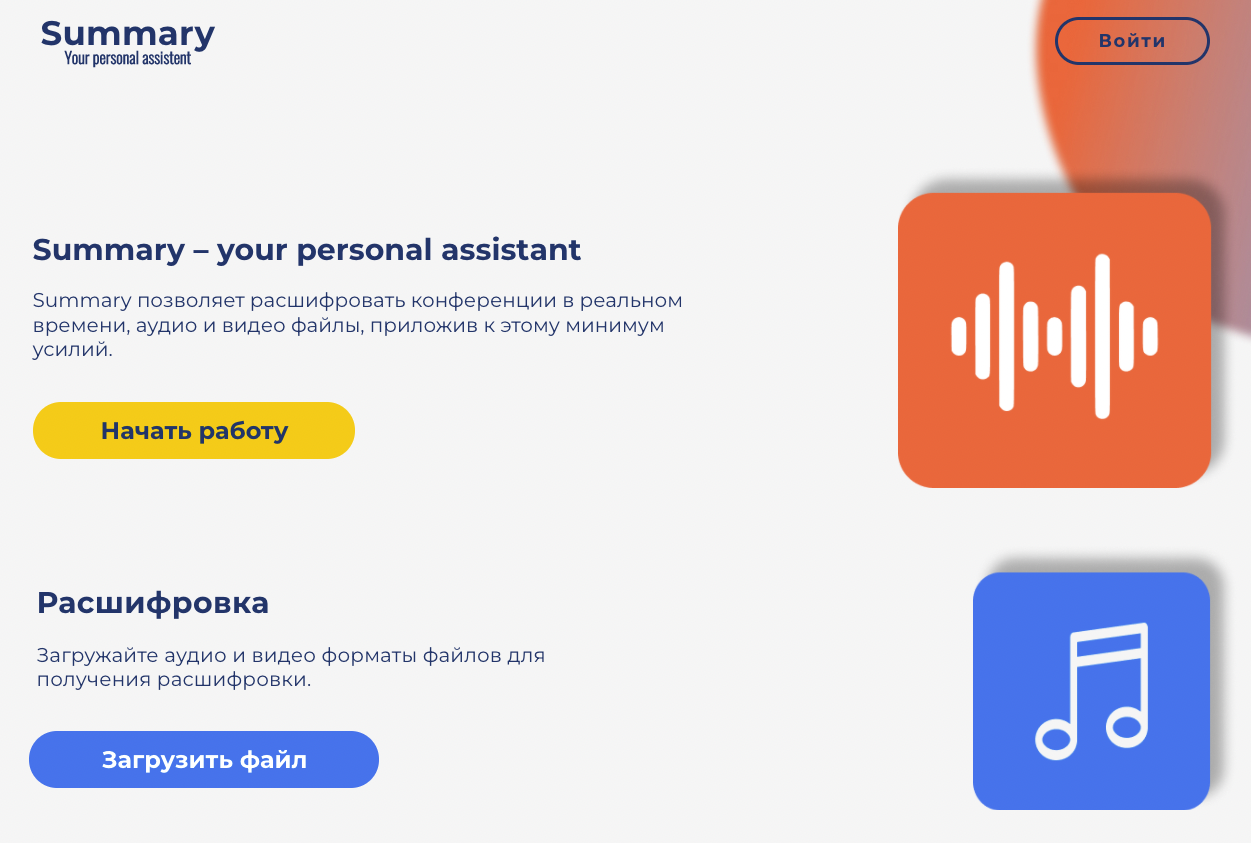 Summary
Your personal assistent
Войти
Summary – your personal assistant
Summary позволяет расшифровать конференции в реальном
времени, аудио и видео файлы, приложив к этому минимум
усилий.
Начать работу
Расшифровка
Загружайте аудио и видео форматы файлов для
получения расшифровки.
Загрузить файл